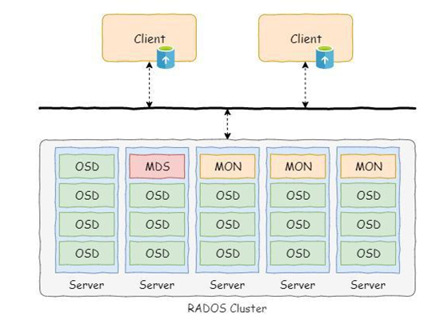 Client Client
OSD MDS MON MON MON
OSD OSD OSD OSD OSD
OSD OSD OSD OSD OSD
OSD OSD OSD OSD OSD
Server Server Server Server Server
RADOS Cluster